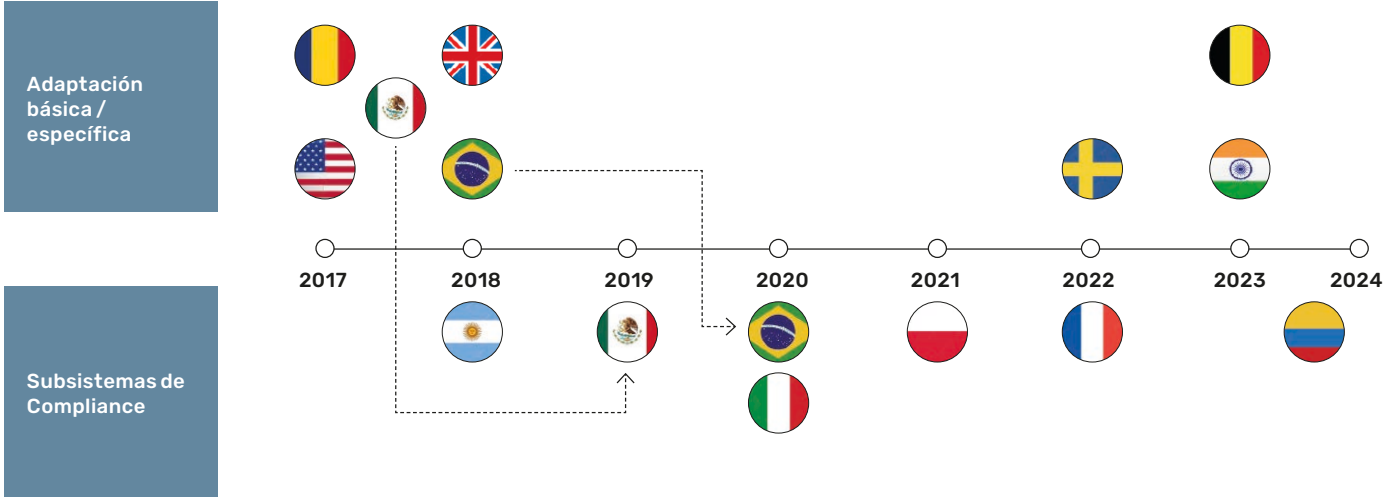 Adaptación
básica /
específica
2017
2018
2019
2020
2021
2022
2023
2024
Subsistemas de
Compliance